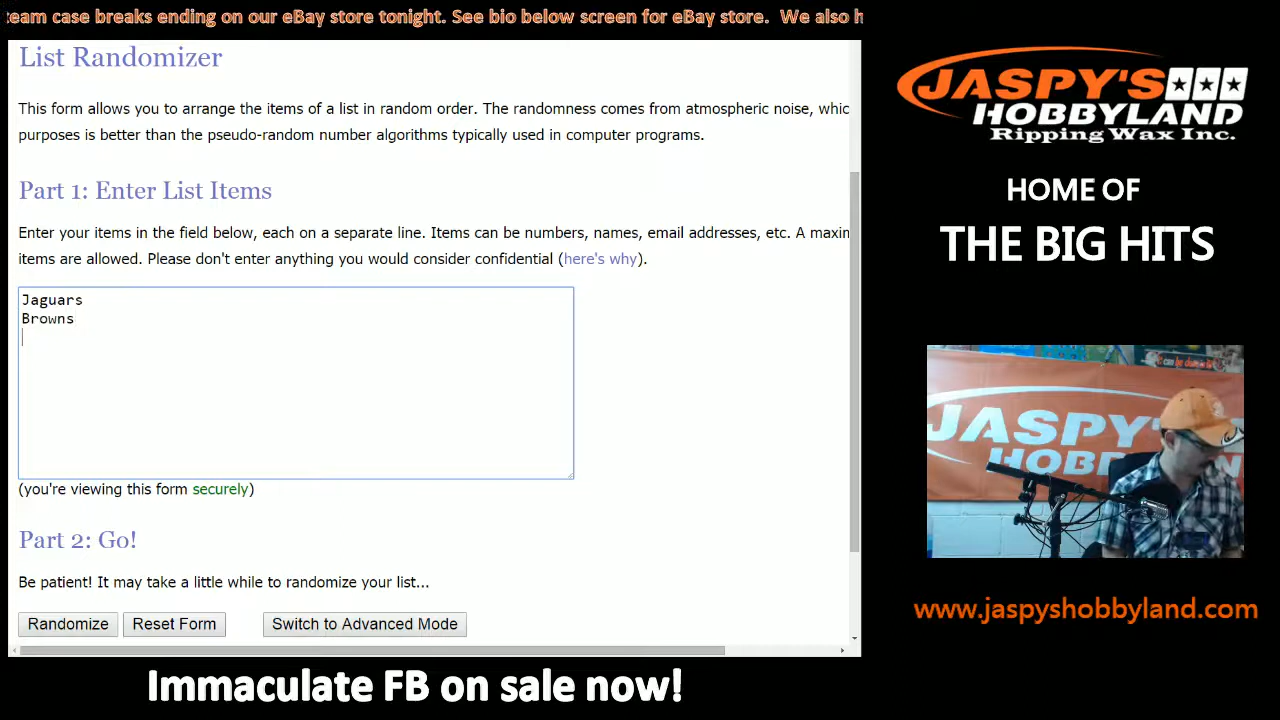 team case breaks ending on our eBay store tonight. See bio below screen for eBay store. We also h
List Randomizer
This form allows you to arrange the items of a list in random order. The randomness comes from atmospheric noise, whic
purposes is better than the pseudo-random number algorithms typically used in computer programs.
Part 1: Enter List Items
Enter your items in the field below, each on a separate line. Items can be numbers, names, email addresses, etc. A maxin
items are allowed. Please don't enter anything you would consider confidential (here's why).
Jaguars
Browns
(you're viewing this form securely)
Part 2: Go!
Be patient! It may take a little while to randomize your list...
Randomize
Reset Form
Switch to Advanced Mode
Immaculate FB on sale now!
JASPY'S
HOBBYLAND
Ripping Wax Inc.
HOME OF
THE BIG HITS
JASPY'S
HOBB
www.jaspyshobbyland.com